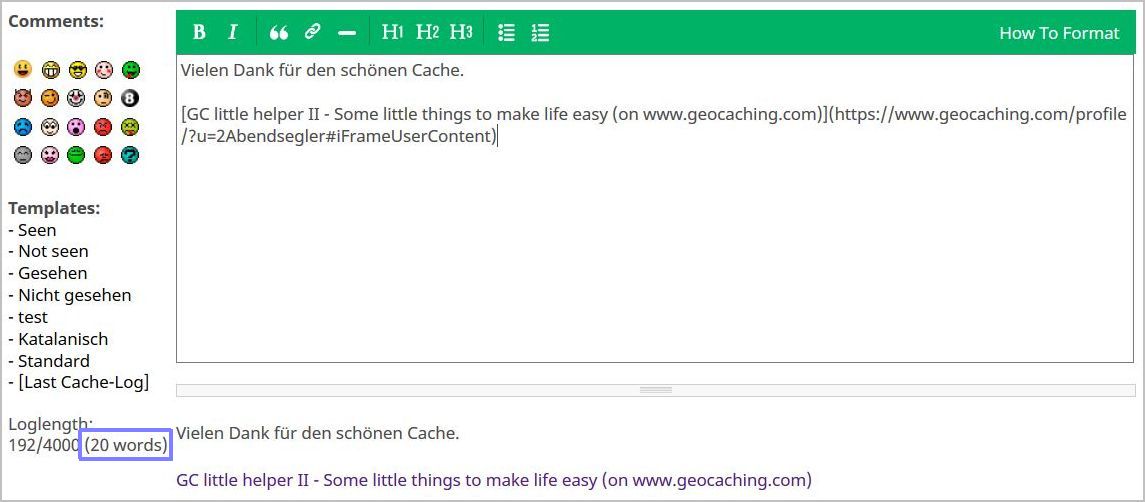 Comments:
B I H1 H2 H3 How To Format
Vielen Dank für den schönen Cache.
[GC little helper II - Some little things to make life easy (on www.geocaching.com)](https://www.geocaching.com/profile
/?u=2Abendsegler#iFrameUserContent)
8
Templates:
- Seen
- Not seen
- Gesehen
- Nicht gesehen
- test
- Katalanisch
- Standard
- [Last Cache-Log]
Loglength:
192/4000 (20 words)
Vielen Dank für den schönen Cache.
GC little helper II - Some little things to make life easy (on www.geocaching.com)